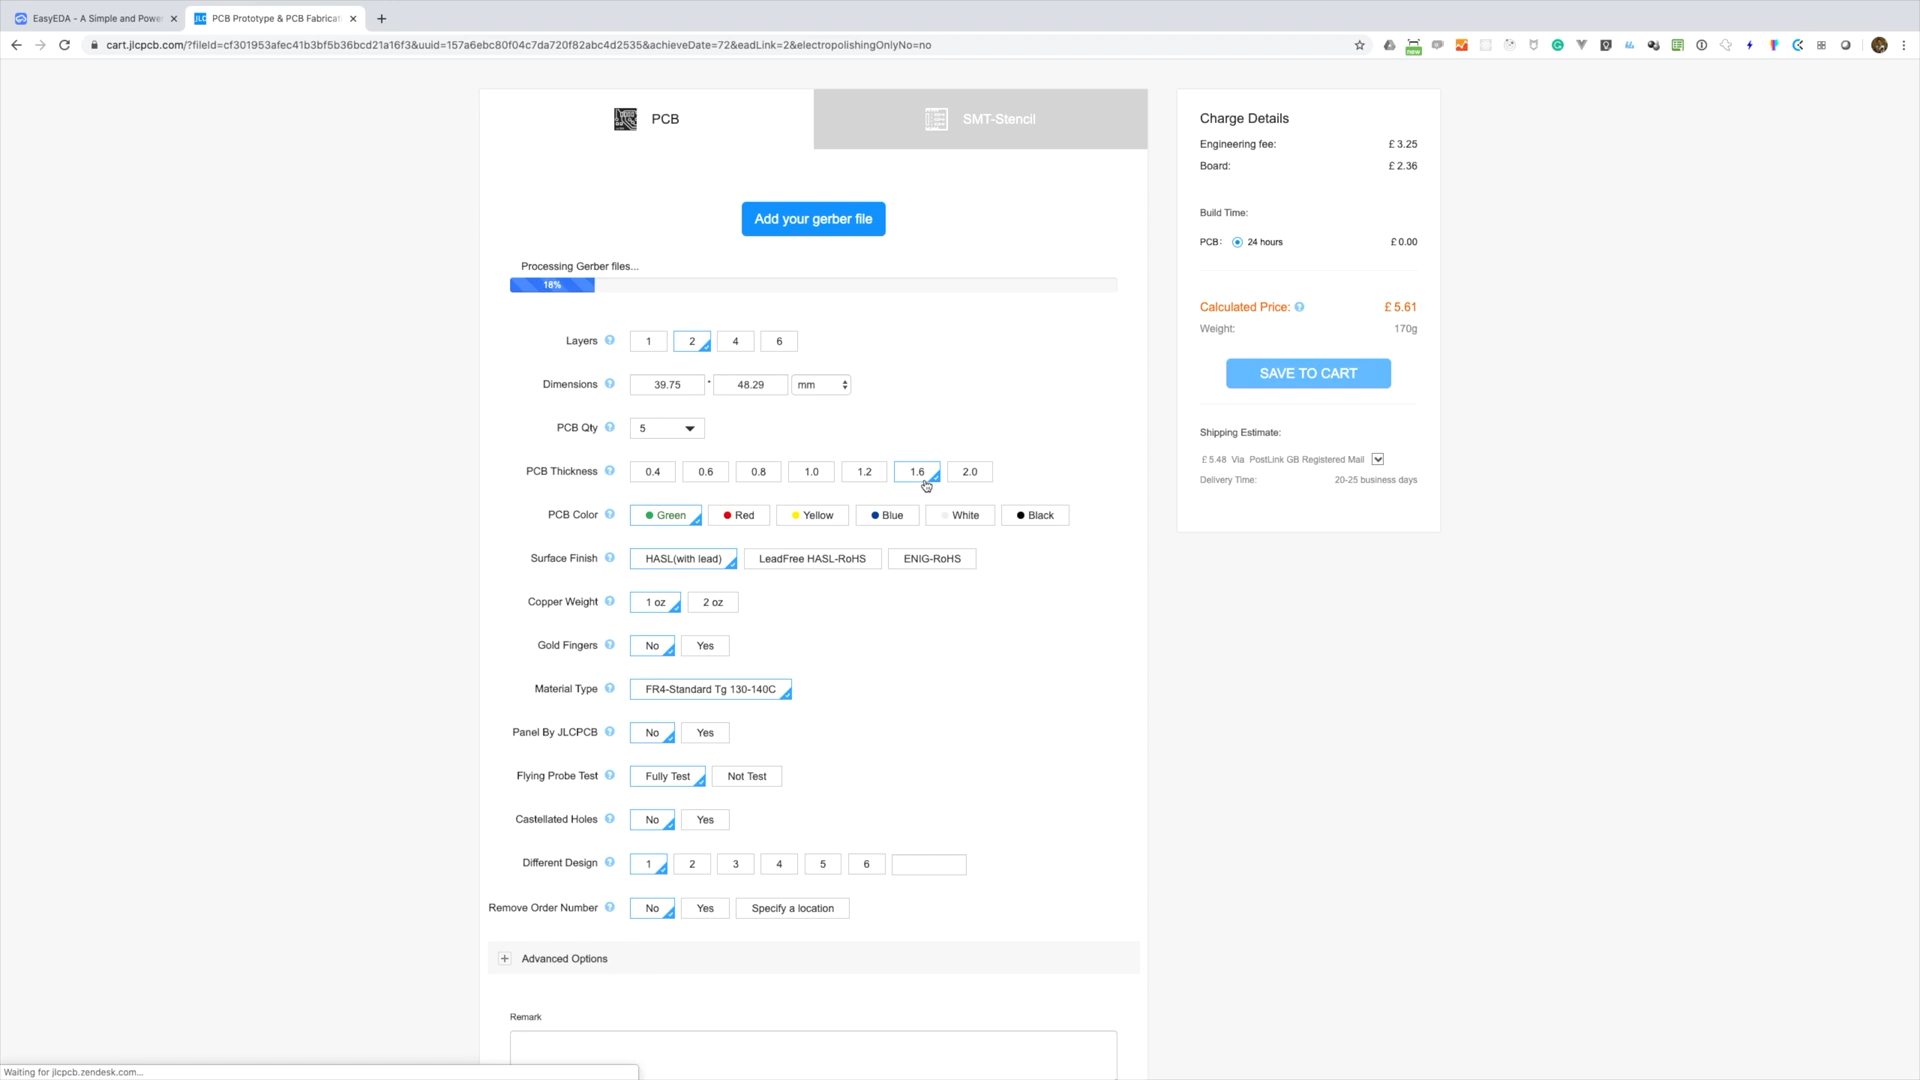 EasyEDA - A Simple and Power
PCB Prototype & PCB Fabricat
cart.jlcpcb.com/?fileId=cf301953afec41b3bf5b36bcd21a16f3&uuid=157a6ebc80f04c7da720f82abc4d2535&achieveDate=72&eadLink=2&electropolishingOnlyNo=no
new
PCB
SMT-Stencil
Add your gerber file
Processing Gerber files...
18%
Layers 1 2 4 6
Dimensions 39.75 * 48.29 mm
PCB Qty 5
PCB Thickness 0.4 0.6 0.8 1.0 1.2 1.6 2.0
PCB Color Green Red Yellow Blue White Black
Surface Finish HASL(with lead) LeadFree HASL-RoHS ENIG-RoHS
Copper Weight 1 oz 2 oz
Gold Fingers No Yes
Material Type FR4-Standard Tg 130-140C
Panel By JLCPCB No Yes
Flying Probe Test Fully Test Not Test
Castellated Holes No Yes
Different Design 1 2 3 4 5 6
Remove Order Number No Yes Specify a location
Advanced Options
Remark
Charge Details
Engineering fee: £ 3.25
Board: £ 2.36
Build Time:
PCB: 24 hours £ 0.00
Calculated Price: £ 5.61
Weight: 170g
SAVE TO CART
Shipping Estimate:
£ 5.48 Via PostLink GB Registered Mail
Delivery Time: 20-25 business days
Waiting for jlcpcb.zendesk.com...